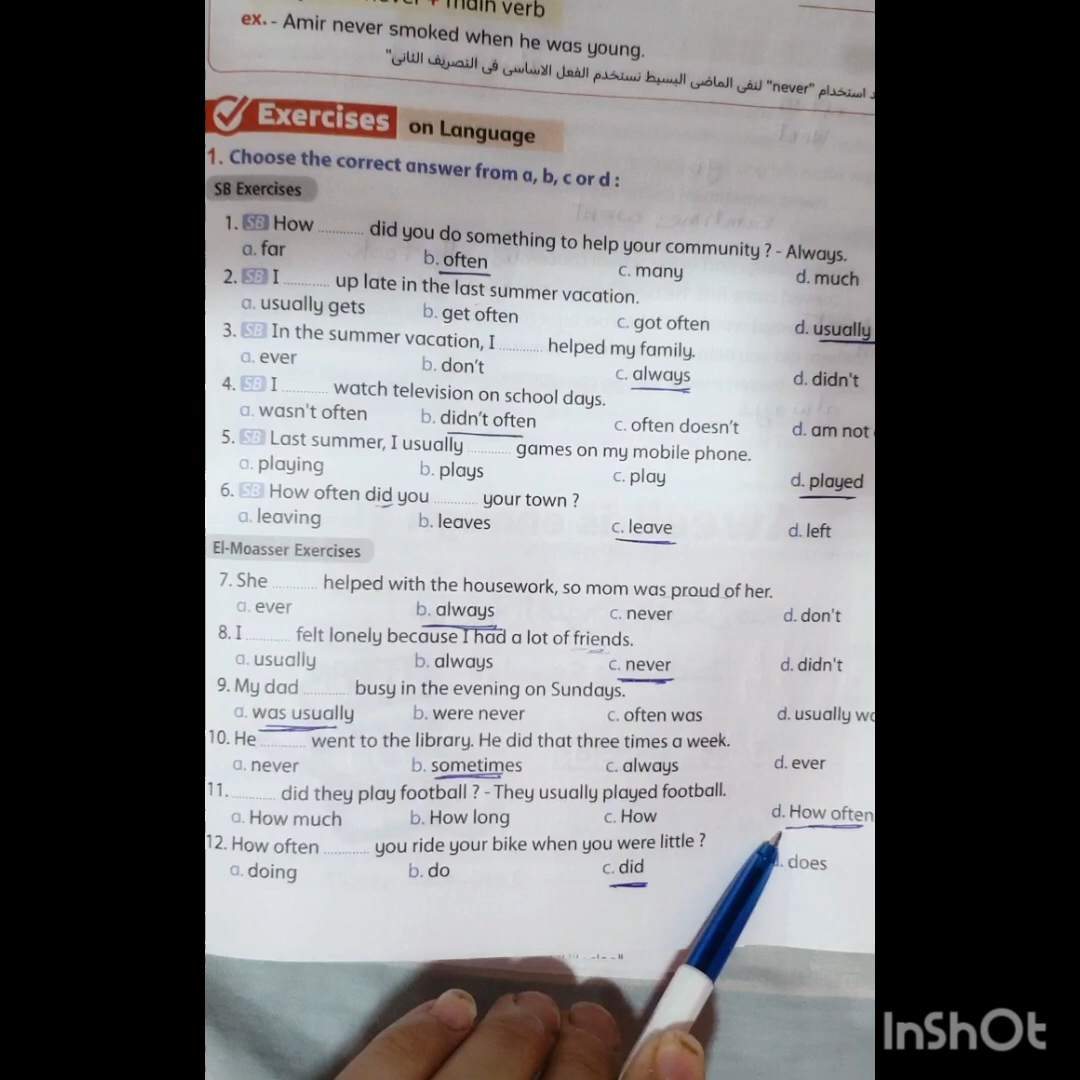 + main verb
ex. - Amir never smoked when he was young.
استخدام "never" لنفى الماضى البسيط نستخدم الفعل الاساسى فى التصريف الثانى"
Exercises on Language
1. Choose the correct answer from a, b, c or d :
SB Exercises
1. SB How ............ did you do something to help your community ? - Always.
a. far b. often c. many d. much
2. SB I ............ up late in the last summer vacation.
a. usually gets b. get often c. got often d. usually
3. SB In the summer vacation, I ............ helped my family.
a. ever b. don't c. always d. didn't
4. SB I ............ watch television on school days.
a. wasn't often b. didn't often c. often doesn't d. am not
5. SB Last summer, I usually ............ games on my mobile phone.
a. playing b. plays c. play d. played
6. SB How often did you ............ your town ?
a. leaving b. leaves c. leave d. left
El-Moasser Exercises
7. She ............ helped with the housework, so mom was proud of her.
a. ever b. always c. never d. don't
8. I ............ felt lonely because I had a lot of friends.
a. usually b. always c. never d. didn't
9. My dad ............ busy in the evening on Sundays.
a. was usually b. were never c. often was d. usually
10. He ............ went to the library. He did that three times a week.
a. never b. sometimes c. always d. ever
11. ............ did they play football ? - They usually played football.
a. How much b. How long c. How d. How often
12. How often ............ you ride your bike when you were little ?
a. doing b. do c. did d. does
InShOt